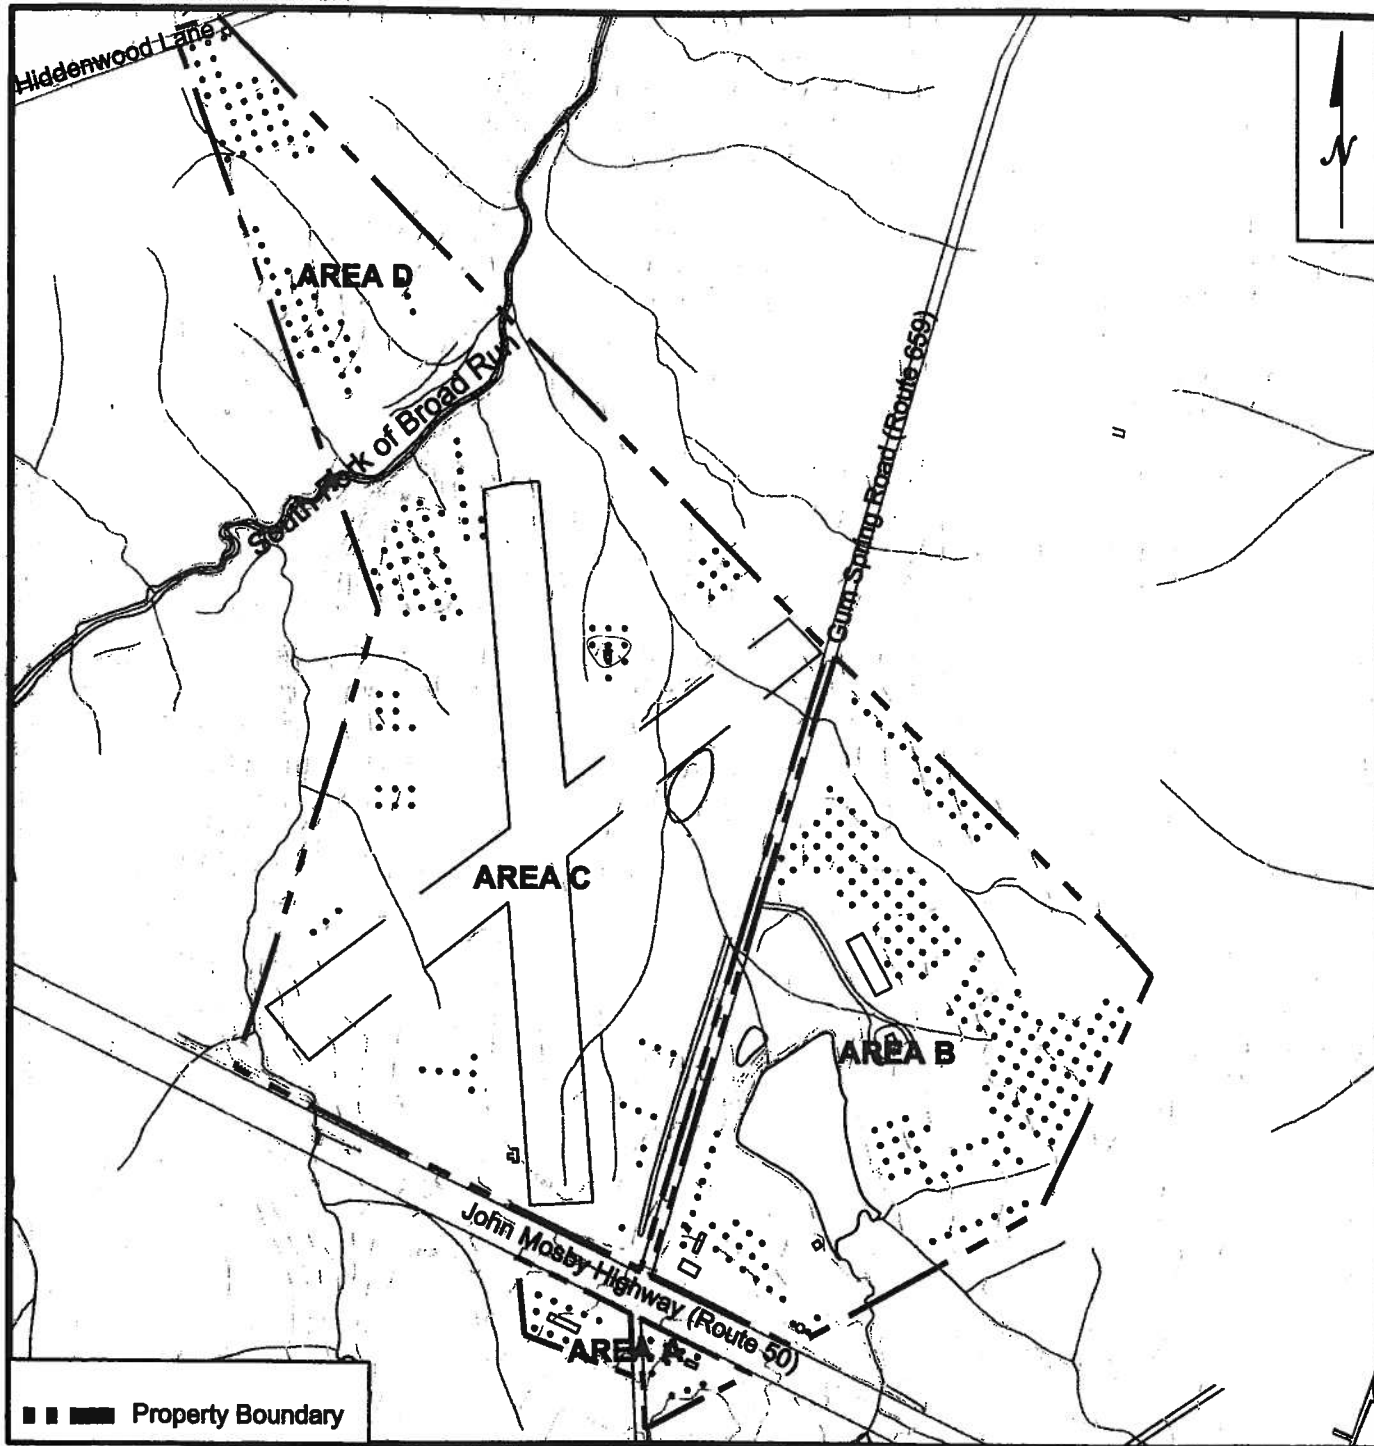 Hiddenwood Lane
N
AREA D
South Fork of Broad Run
Gum Spring Road (Route 659)
AREA C
AREA B
John Mosby Highway (Route 50)
AREA A
Property Boundary